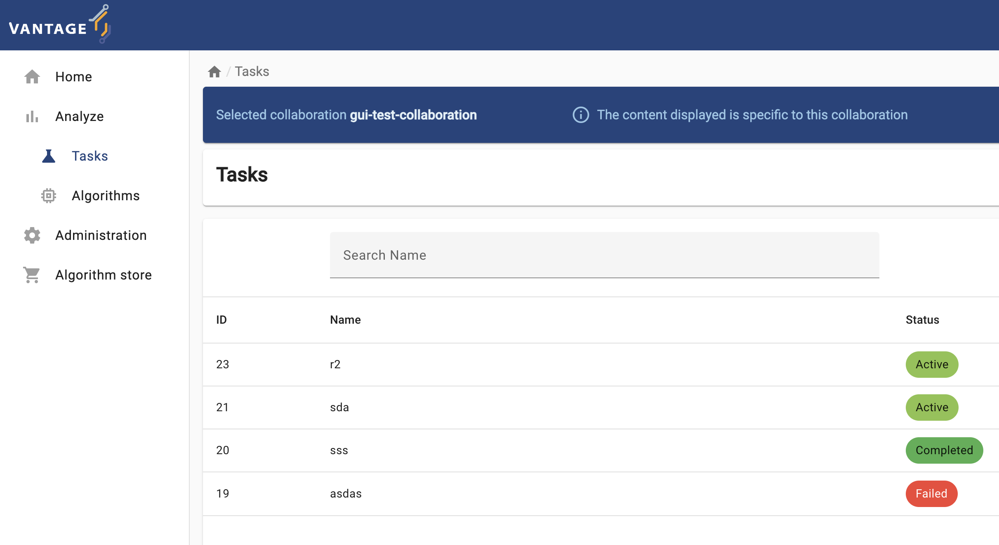 VANTAGE
Home
Analyze
Tasks
Algorithms
Administration
Algorithm store
/ Tasks
Selected collaboration gui-test-collaboration
The content displayed is specific to this collaboration
Tasks
Search Name
ID Name Status
23 r2 Active
21 sda Active
20 sss Completed
19 asdas Failed